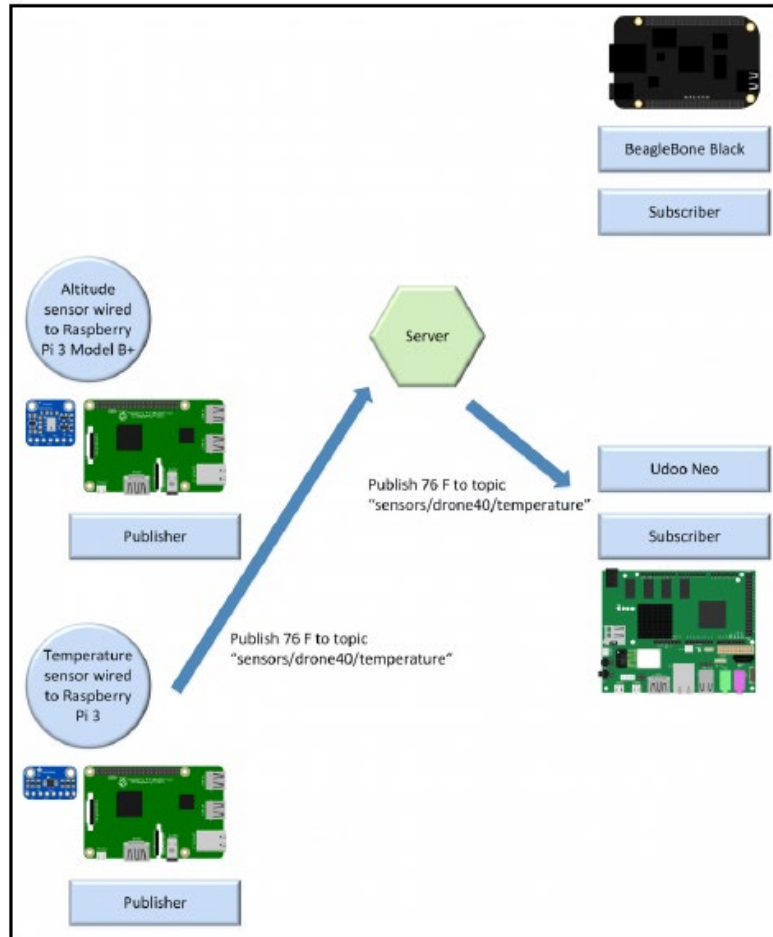 BeagleBone Black
Subscriber
Altitude
sensor wired
to Raspberry
Pi 3 Model B+
Server
Publish 76 F to topic
“sensors/drone40/temperature”
Udoo Neo
Subscriber
Publisher
Publish 76 F to topic
“sensors/drone40/temperature”
Temperature
sensor wired
to Raspberry
Pi 3
Publisher